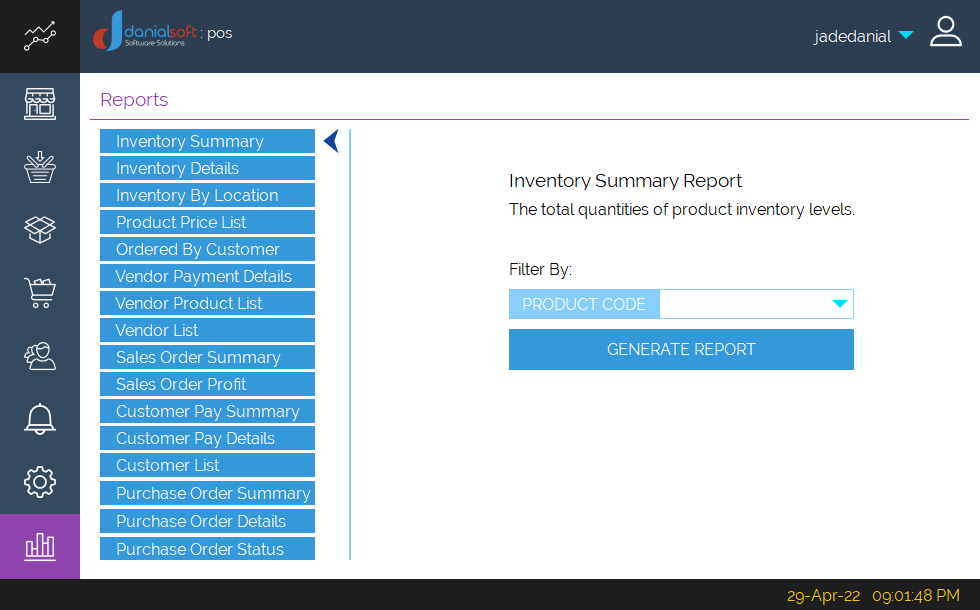 danialsoft : pos
Software Solutions
jadedanial
Reports
Inventory Summary
Inventory Details
Inventory By Location
Product Price List
Ordered By Customer
Vendor Payment Details
Vendor Product List
Vendor List
Sales Order Summary
Sales Order Profit
Customer Pay Summary
Customer Pay Details
Customer List
Purchase Order Summary
Purchase Order Details
Purchase Order Status
Inventory Summary Report
The total quantities of product inventory levels.
Filter By:
PRODUCT CODE
GENERATE REPORT
29-Apr-22 09:01:48 PM